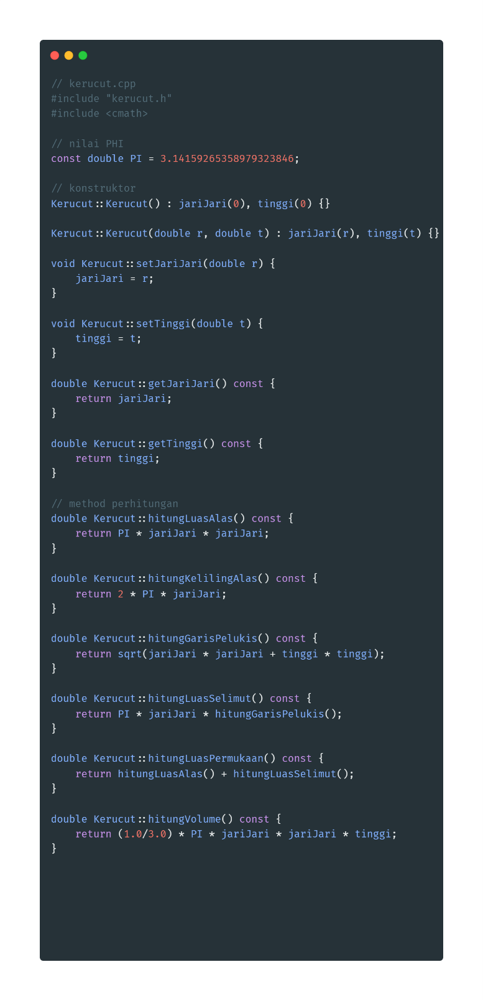 // kerucut.cpp
#include "kerucut.h"
#include <cmath>

// nilai PHI
const double PI = 3.14159265358979323846;

// konstruktor
Kerucut::Kerucut() : jariJari(0), tinggi(0) {}

Kerucut::Kerucut(double r, double t) : jariJari(r), tinggi(t) {}

void Kerucut::setJariJari(double r) {
    jariJari = r;
}

void Kerucut::setTinggi(double t) {
    tinggi = t;
}

double Kerucut::getJariJari() const {
    return jariJari;
}

double Kerucut::getTinggi() const {
    return tinggi;
}

// method perhitungan
double Kerucut::hitungLuasAlas() const {
    return PI * jariJari * jariJari;
}

double Kerucut::hitungKelilingAlas() const {
    return 2 * PI * jariJari;
}

double Kerucut::hitungGarisPelukis() const {
    return sqrt(jariJari * jariJari + tinggi * tinggi);
}

double Kerucut::hitungLuasSelimut() const {
    return PI * jariJari * hitungGarisPelukis();
}

double Kerucut::hitungLuasPermukaan() const {
    return hitungLuasAlas() + hitungLuasSelimut();
}

double Kerucut::hitungVolume() const {
    return (1.0/3.0) * PI * jariJari * jariJari * tinggi;
}